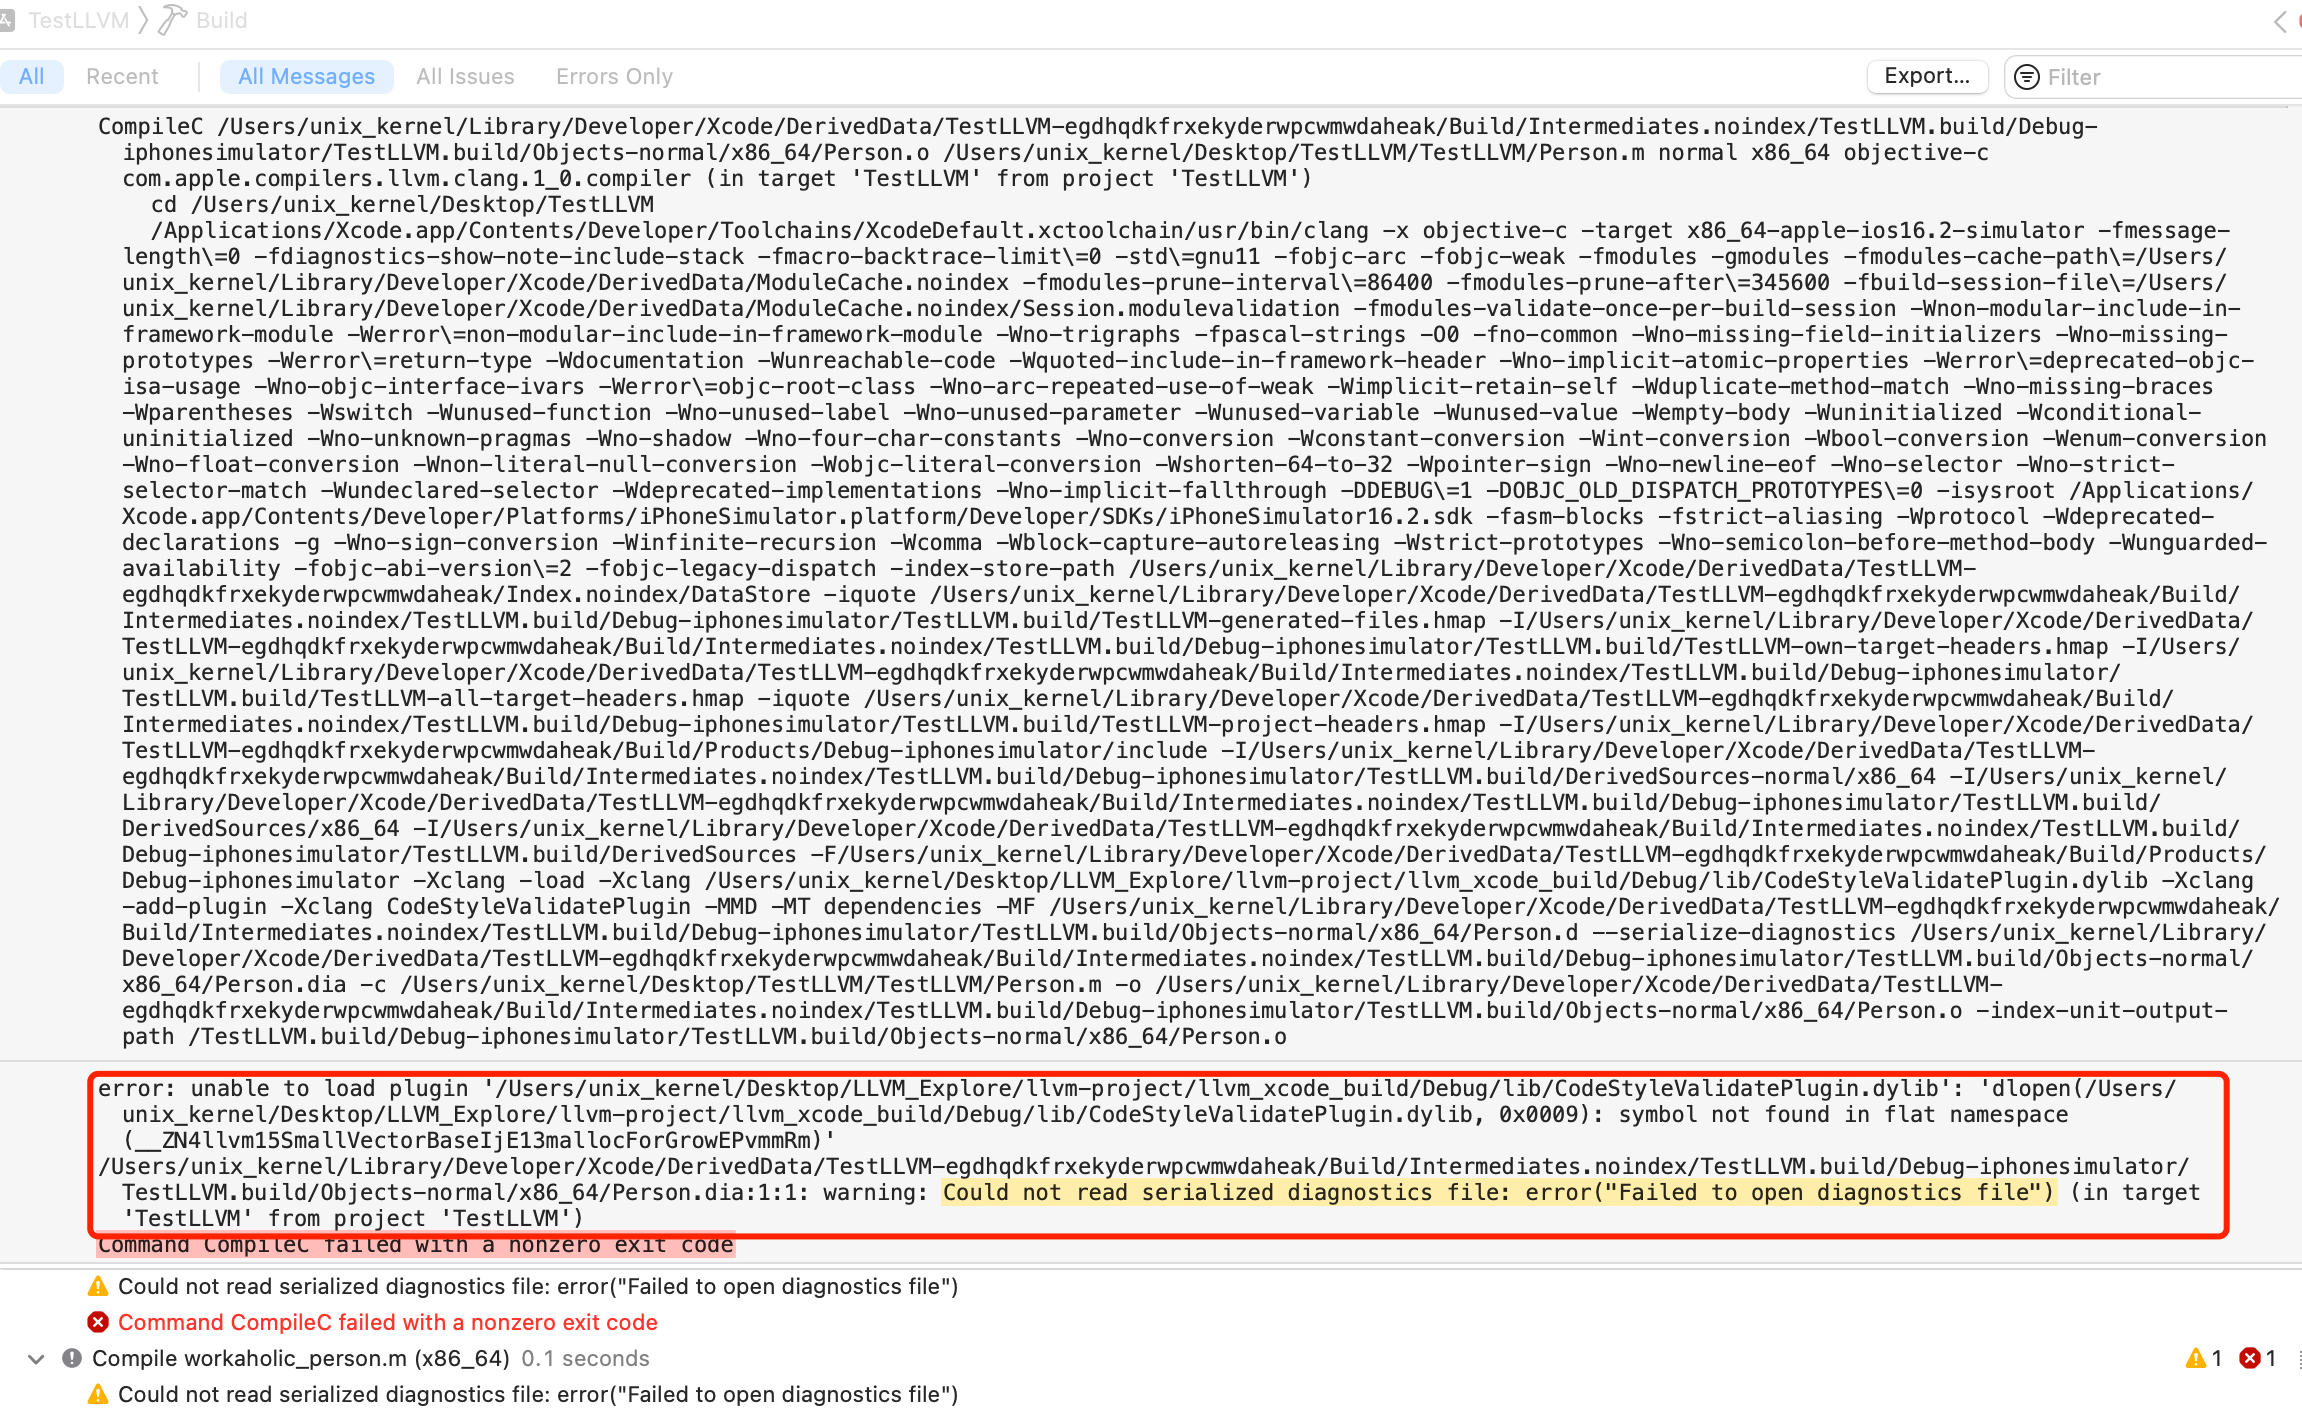 TestLLVM Build
All Recent All Messages All Issues Errors Only Export... Filter
CompileC /Users/unix_kernel/Library/Developer/Xcode/DerivedData/TestLLVM-egdhqdkfrxekyderwpcwmwdaheak/Build/Intermediates.noindex/TestLLVM.build/Debug-
iphonesimulator/TestLLVM.build/Objects-normal/x86_64/Person.o /Users/unix_kernel/Desktop/TestLLVM/TestLLVM/Person.m normal x86_64 objective-c
com.apple.compilers.llvm.clang.1_0.compiler (in target 'TestLLVM' from project 'TestLLVM')
cd /Users/unix_kernel/Desktop/TestLLVM
/Applications/Xcode.app/Contents/Developer/Toolchains/XcodeDefault.xctoolchain/usr/bin/clang -x objective-c -target x86_64-apple-ios16.2-simulator -fmessage-
length\=0 -fdiagnostics-show-note-include-stack -fmacro-backtrace-limit\=0 -std\=gnu11 -fobjc-arc -fobjc-weak -fmodules -gmodules -fmodules-cache-path\=/Users/
unix_kernel/Library/Developer/Xcode/DerivedData/ModuleCache.noindex -fmodules-prune-interval\=86400 -fmodules-prune-after\=345600 -fbuild-session-file\=/Users/
unix_kernel/Library/Developer/Xcode/DerivedData/ModuleCache.noindex/Session.modulevalidation -fmodules-validate-once-per-build-session -Wnon-modular-include-in-
framework-module -Werror\=non-modular-include-in-framework-module -Wno-trigraphs -fpascal-strings -O0 -fno-common -Wno-missing-field-initializers -Wno-missing-
prototypes -Werror\=return-type -Wdocumentation -Wunreachable-code -Wquoted-include-in-framework-header -Wno-implicit-atomic-properties -Werror\=deprecated-objc-
isa-usage -Wno-objc-interface-ivars -Werror\=objc-root-class -Wno-arc-repeated-use-of-weak -Wimplicit-retain-self -Wduplicate-method-match -Wno-missing-braces
-Wparentheses -Wswitch -Wunused-function -Wno-unused-label -Wno-unused-parameter -Wunused-variable -Wunused-value -Wempty-body -Wuninitialized -Wconditional-
uninitialized -Wno-unknown-pragmas -Wno-shadow -Wno-four-char-constants -Wno-conversion -Wconstant-conversion -Wint-conversion -Wbool-conversion -Wenum-conversion
-Wno-float-conversion -Wnon-literal-null-conversion -Wobjc-literal-conversion -Wshorten-64-to-32 -Wpointer-sign -Wno-newline-eof -Wno-selector -Wno-strict-
selector-match -Wundeclared-selector -Wdeprecated-implementations -Wno-implicit-fallthrough -DDEBUG\=1 -DOBJC_OLD_DISPATCH_PROTOTYPES\=0 -isysroot /Applications/
Xcode.app/Contents/Developer/Platforms/iPhoneSimulator.platform/Developer/SDKs/iPhoneSimulator16.2.sdk -fasm-blocks -fstrict-aliasing -Wprotocol -Wdeprecated-
declarations -g -Wno-sign-conversion -Winfinite-recursion -Wcomma -Wblock-capture-autoreleasing -Wstrict-prototypes -Wno-semicolon-before-method-body -Wunguarded-
availability -fobjc-abi-version\=2 -fobjc-legacy-dispatch -index-store-path /Users/unix_kernel/Library/Developer/Xcode/DerivedData/TestLLVM-
egdhqdkfrxekyderwpcwmwdaheak/Index.noindex/DataStore -iquote /Users/unix_kernel/Library/Developer/Xcode/DerivedData/TestLLVM-egdhqdkfrxekyderwpcwmwdaheak/Build/
Intermediates.noindex/TestLLVM.build/Debug-iphonesimulator/TestLLVM.build/TestLLVM-generated-files.hmap -I/Users/unix_kernel/Library/Developer/Xcode/DerivedData/
TestLLVM-egdhqdkfrxekyderwpcwmwdaheak/Build/Intermediates.noindex/TestLLVM.build/Debug-iphonesimulator/TestLLVM.build/TestLLVM-own-target-headers.hmap -I/Users/
unix_kernel/Library/Developer/Xcode/DerivedData/TestLLVM-egdhqdkfrxekyderwpcwmwdaheak/Build/Intermediates.noindex/TestLLVM.build/Debug-iphonesimulator/
TestLLVM.build/TestLLVM-all-target-headers.hmap -iquote /Users/unix_kernel/Library/Developer/Xcode/DerivedData/TestLLVM-egdhqdkfrxekyderwpcwmwdaheak/Build/
Intermediates.noindex/TestLLVM.build/Debug-iphonesimulator/TestLLVM.build/TestLLVM-project-headers.hmap -I/Users/unix_kernel/Library/Developer/Xcode/DerivedData/
TestLLVM-egdhqdkfrxekyderwpcwmwdaheak/Build/Products/Debug-iphonesimulator/include -I/Users/unix_kernel/Library/Developer/Xcode/DerivedData/TestLLVM-
egdhqdkfrxekyderwpcwmwdaheak/Build/Intermediates.noindex/TestLLVM.build/Debug-iphonesimulator/TestLLVM.build/DerivedSources-normal/x86_64 -I/Users/unix_kernel/
Library/Developer/Xcode/DerivedData/TestLLVM-egdhqdkfrxekyderwpcwmwdaheak/Build/Intermediates.noindex/TestLLVM.build/Debug-iphonesimulator/TestLLVM.build/
DerivedSources/x86_64 -I/Users/unix_kernel/Library/Developer/Xcode/DerivedData/TestLLVM-egdhqdkfrxekyderwpcwmwdaheak/Build/Intermediates.noindex/TestLLVM.build/
Debug-iphonesimulator/TestLLVM.build/DerivedSources -F/Users/unix_kernel/Library/Developer/Xcode/DerivedData/TestLLVM-egdhqdkfrxekyderwpcwmwdaheak/Build/Products/
Debug-iphonesimulator -Xclang -load -Xclang /Users/unix_kernel/Desktop/LLVM_Explore/llvm-project/llvm_xcode_build/Debug/lib/CodeStyleValidatePlugin.dylib -Xclang
-add-plugin -Xclang CodeStyleValidatePlugin -MMD -MT dependencies -MF /Users/unix_kernel/Library/Developer/Xcode/DerivedData/TestLLVM-egdhqdkfrxekyderwpcwmwdaheak/
Build/Intermediates.noindex/TestLLVM.build/Debug-iphonesimulator/TestLLVM.build/Objects-normal/x86_64/Person.d --serialize-diagnostics /Users/unix_kernel/Library/
Developer/Xcode/DerivedData/TestLLVM-egdhqdkfrxekyderwpcwmwdaheak/Build/Intermediates.noindex/TestLLVM.build/Debug-iphonesimulator/TestLLVM.build/Objects-normal/
x86_64/Person.dia -c /Users/unix_kernel/Desktop/TestLLVM/TestLLVM/Person.m -o /Users/unix_kernel/Library/Developer/Xcode/DerivedData/TestLLVM-
egdhqdkfrxekyderwpcwmwdaheak/Build/Intermediates.noindex/TestLLVM.build/Debug-iphonesimulator/TestLLVM.build/Objects-normal/x86_64/Person.o -index-unit-output-
path /TestLLVM.build/Debug-iphonesimulator/TestLLVM.build/Objects-normal/x86_64/Person.o
error: unable to load plugin '/Users/unix_kernel/Desktop/LLVM_Explore/llvm-project/llvm_xcode_build/Debug/lib/CodeStyleValidatePlugin.dylib': 'dlopen(/Users/
unix_kernel/Desktop/LLVM_Explore/llvm-project/llvm_xcode_build/Debug/lib/CodeStyleValidatePlugin.dylib, 0x0009): symbol not found in flat namespace
(__ZN4llvm15SmallVectorBaseIjE13mallocForGrowEPvmmRm)'
/Users/unix_kernel/Library/Developer/Xcode/DerivedData/TestLLVM-egdhqdkfrxekyderwpcwmwdaheak/Build/Intermediates.noindex/TestLLVM.build/Debug-iphonesimulator/
TestLLVM.build/Objects-normal/x86_64/Person.dia:1:1: warning: Could not read serialized diagnostics file: error("Failed to open diagnostics file") (in target
'TestLLVM' from project 'TestLLVM')
Command CompileC failed with a nonzero exit code
Could not read serialized diagnostics file: error("Failed to open diagnostics file")
Command CompileC failed with a nonzero exit code
Compile workaholic_person.m (x86_64) 0.1 seconds 1 1
Could not read serialized diagnostics file: error("Failed to open diagnostics file")